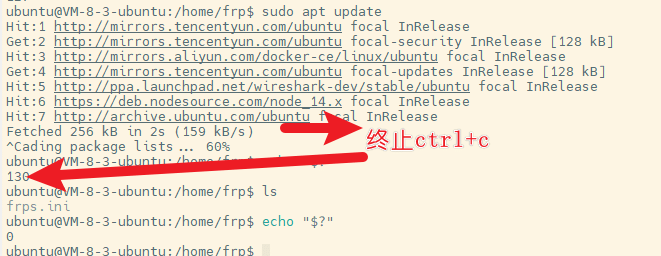 ubuntu@VM-8-3-ubuntu:/home/frp$ sudo apt update
Hit:1 http://mirrors.tencentyun.com/ubuntu focal InRelease
Get:2 http://mirrors.tencentyun.com/ubuntu focal-security InRelease [128 kB]
Hit:3 http://mirrors.aliyun.com/docker-ce/linux/ubuntu focal InRelease
Get:4 http://mirrors.tencentyun.com/ubuntu focal-updates InRelease [128 kB]
Hit:5 http://ppa.launchpad.net/wireshark-dev/stable/ubuntu focal InRelease
Hit:6 https://deb.nodesource.com/node_14.x focal InRelease
Hit:7 http://archive.ubuntu.com/ubuntu focal InRelease
Fetched 256 kB in 2s (159 kB/s)
终止ctrl+c
^Cading package lists... 60%
ubuntu@VM-8-3-ubuntu:/home/frp$
130
ubuntu@VM-8-3-ubuntu:/home/frp$ ls
frps.ini
ubuntu@VM-8-3-ubuntu:/home/frp$ echo "$?"
0
ubuntu@VM-8-3-ubuntu:/home/frp$